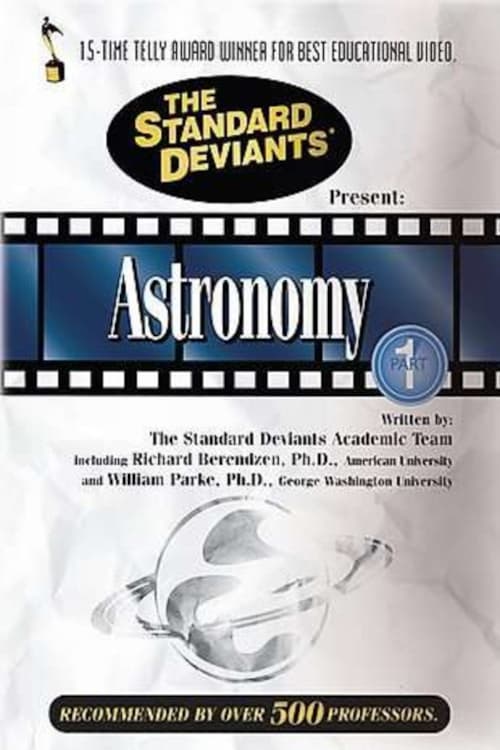 15-TIME TELLY AWARD WINNER FOR BEST EDUCATIONAL VIDEO.
THE
STANDARD
DEVIANTS®
Present:
Astronomy
1
PART
Written by:
The Standard Deviants Academic Team
including Richard Berendzen, Ph.D., American University
and William Parke, Ph.D., George Washington University
RECOMMENDED BY OVER 500 PROFESSORS.